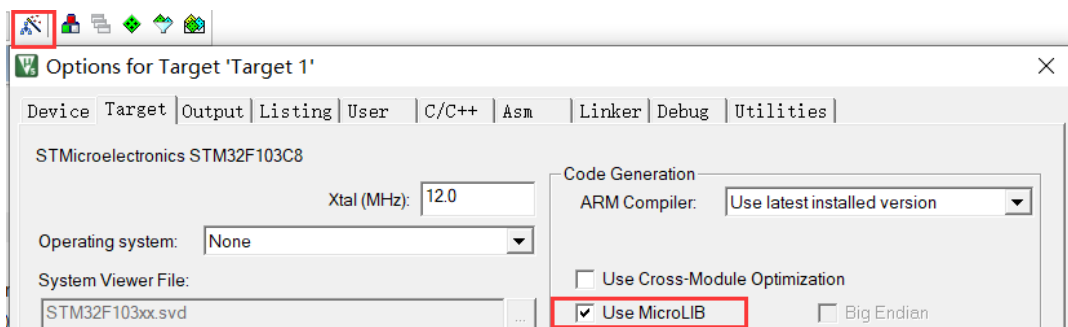 Options for Target 'Target 1'
Device Target Output Listing User C/C++ Asm Linker Debug Utilities
STMicroelectronics STM32F103C8
Code Generation
Xtal (MHz): 12.0
ARM Compiler: Use latest installed version
Operating system: None
System Viewer File:
Use Cross-Module Optimization
STM32F103xx.svd ...
Use MicroLIB Big Endian